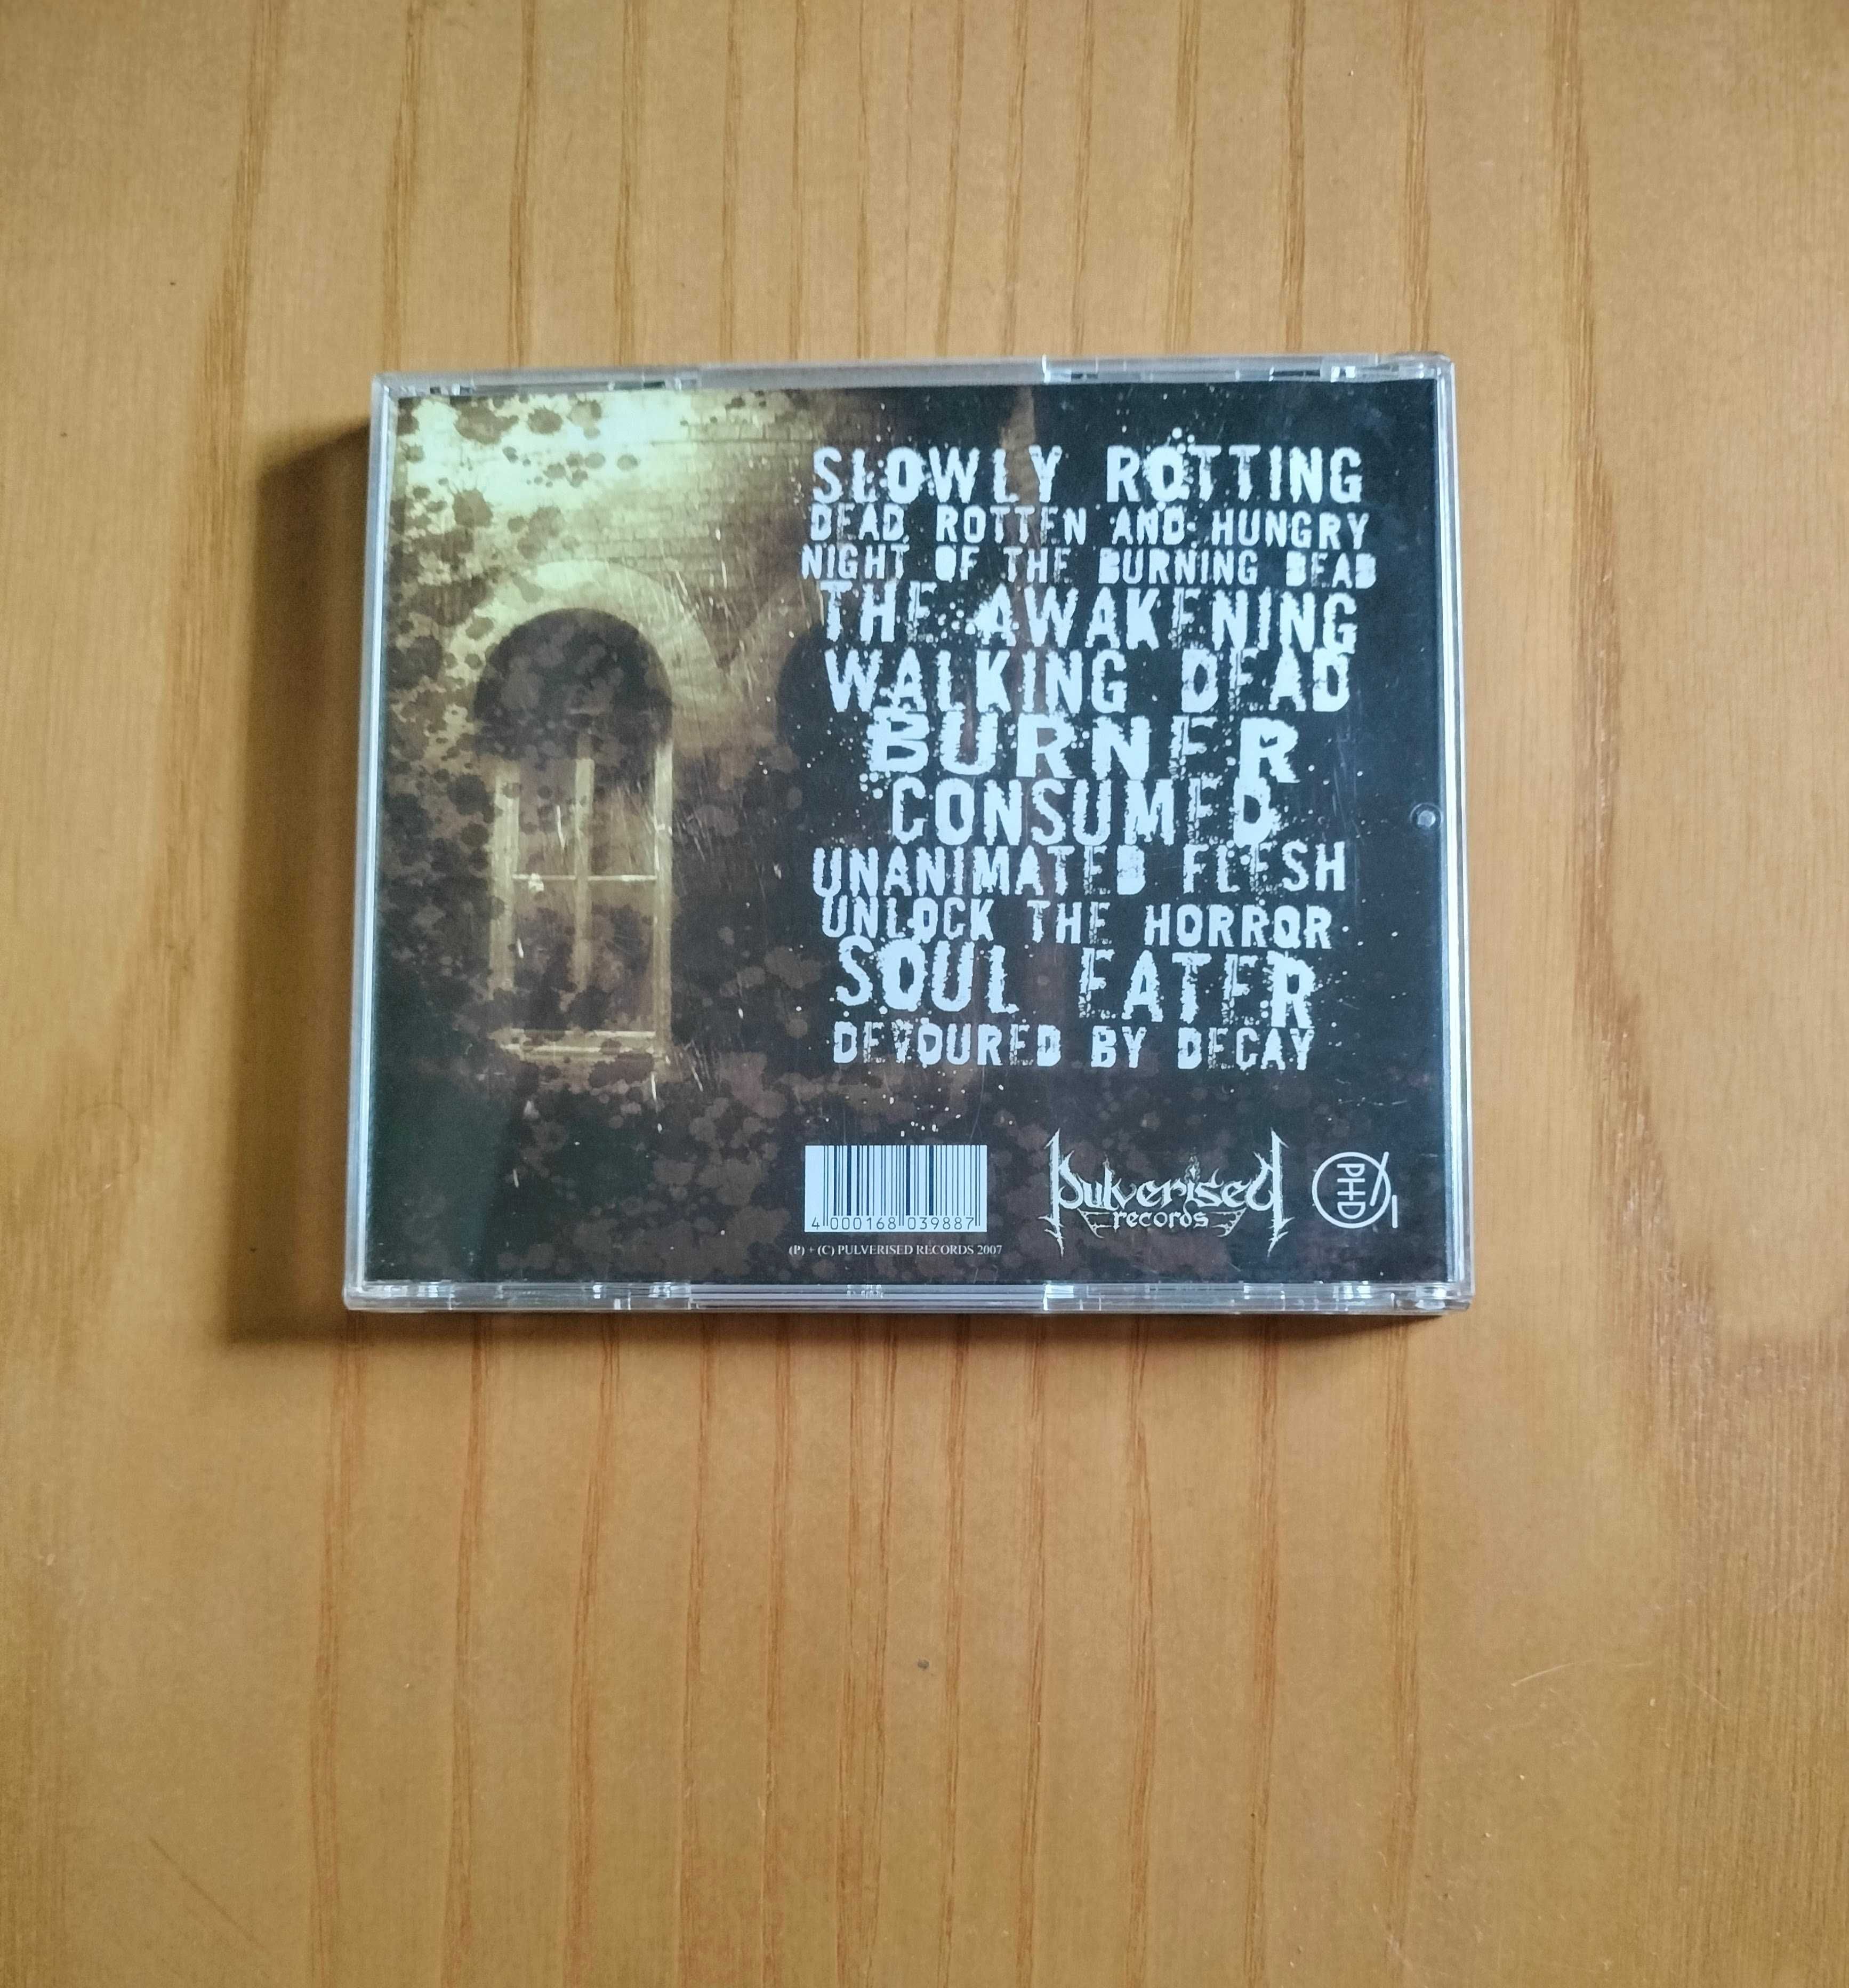 SLOWLY ROTTING
DEAD, ROTTEN AND HUNGRY
NIGHT OF THE BURNING DEAD
THE AWAKENING
WALKING DEAD
BURNER
CONSUMED
UNANIMATED FLESH
UNLOCK THE HORROR
SOUL EATER
DEVOURED BY DECAY
4 000168 039887
(P) + (C) PULVERISED RECORDS 2007
Pulverised
records
PHD